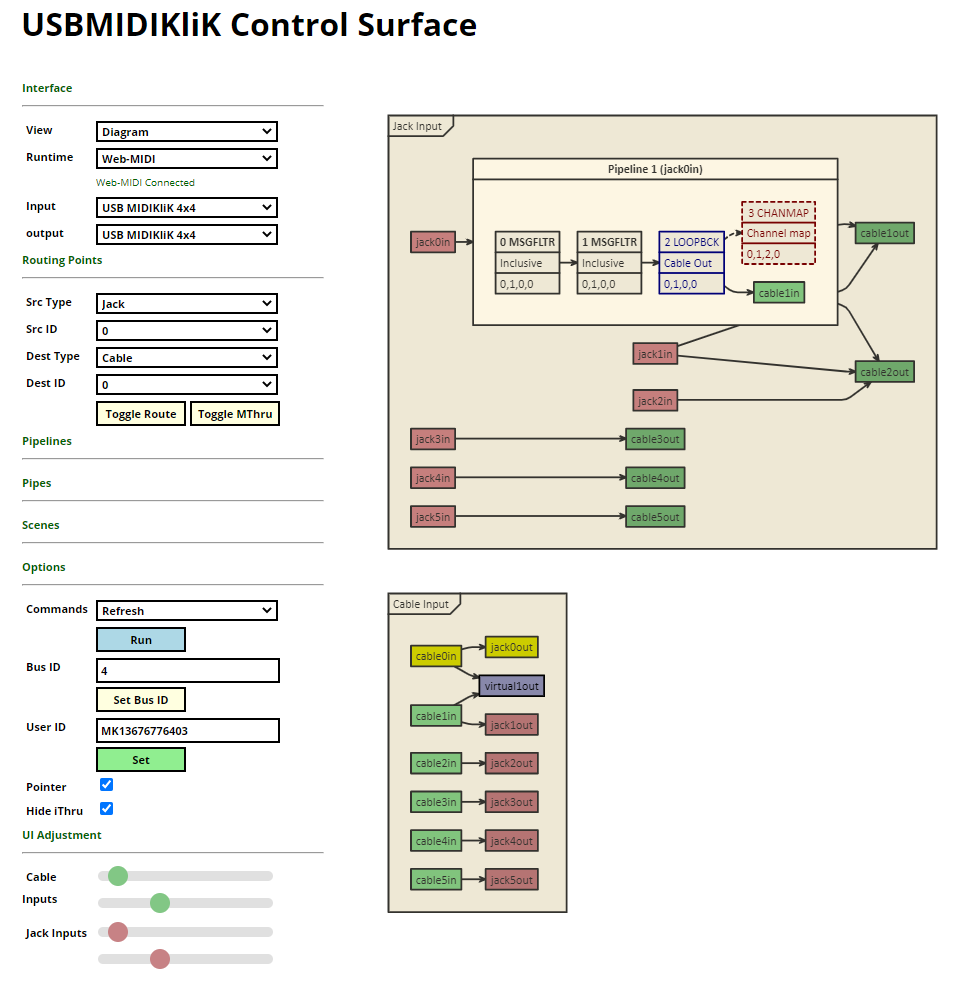 USBMIDIKliK Control Surface
Interface
View
Diagram
Runtime
Web-MIDI
Web-MIDI Connected
Input
USB MIDIKliK 4x4
output
USB MIDIKliK 4x4
Routing Points
Src Type
Jack
Src ID
0
Dest Type
Cable
Dest ID
0
Toggle Route
Toggle MThru
Pipelines
Pipes
Scenes
Options
Commands
Refresh
Run
Bus ID
4
Set Bus ID
User ID
MK13676776403
Set
Pointer
Hide iThru
UI Adjustment
Cable
Inputs
Jack Inputs
Jack Input
Pipeline 1 (jack0in)
jack0in
0 MSGFLTR
Inclusive
0,1,0,0
1 MSGFLTR
Inclusive
0,1,0,0
2 LOOPBCK
Cable Out
0,1,0,0
3 CHANMAP
Channel map
0,1,2,0
cable1in
cable1out
jack1in
cable2out
jack2in
jack3in
cable3out
jack4in
cable4out
jack5in
cable5out
Cable Input
cable0in
jack0out
virtual1out
cable1in
jack1out
cable2in
jack2out
cable3in
jack3out
cable4in
jack4out
cable5in
jack5out